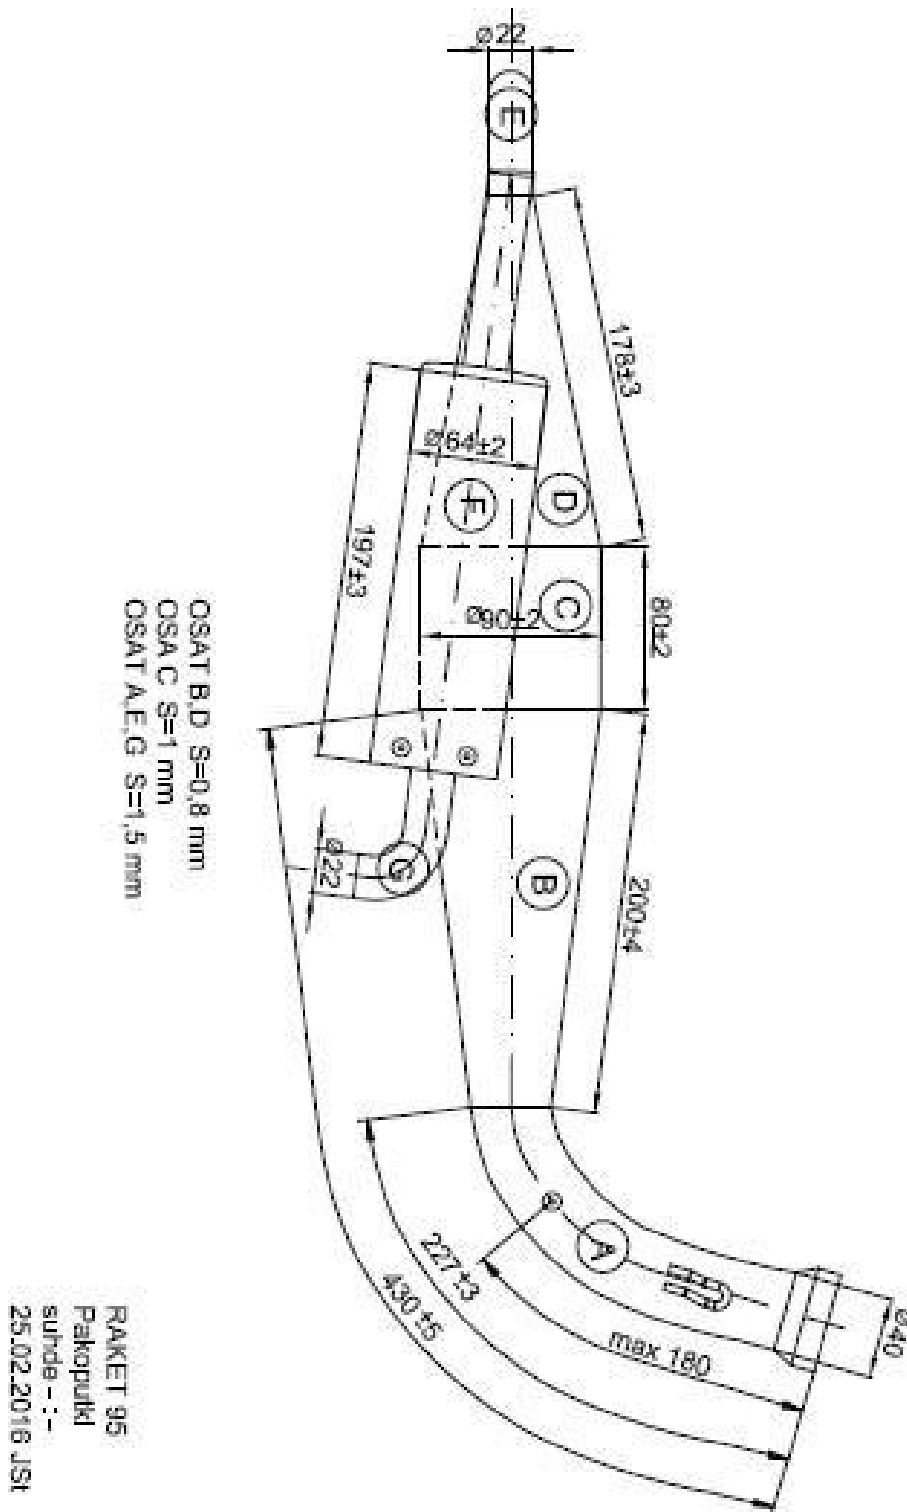 ø22
E
178±3
ø64±2
D
F
197±3
C
ø90±2
80±2
OSAT B,D S=0,8 mm
OSA C S=1 mm
OSAT A,E,G S=1,5 mm
B
G
ø22
200±4
A
227±3
430±5
max 180
ø40
RAKET 95
Pakoputki
suhde -:-
25.02.2016 JSt